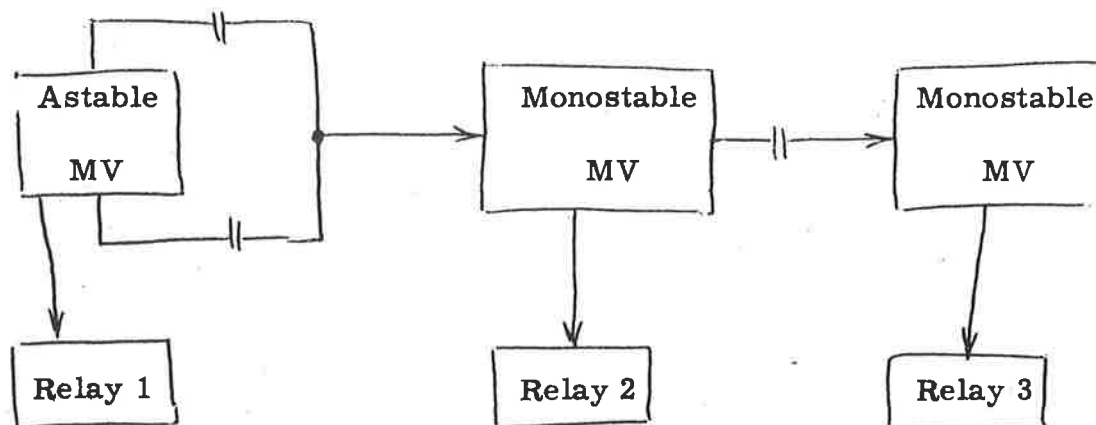 Astable
MV
Monostable
MV
Monostable
MV
Relay 1
Relay 2
Relay 3